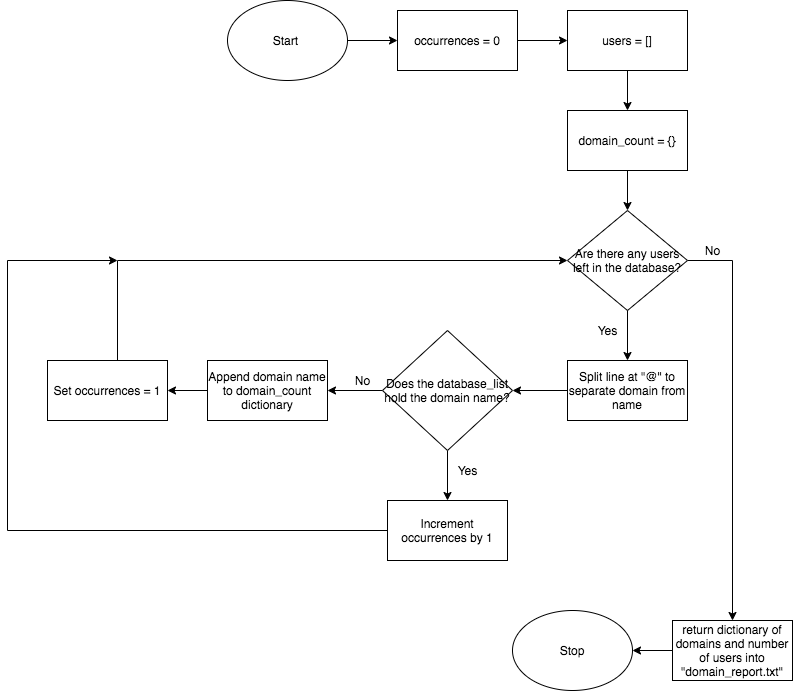 Start
occurrences = 0
users = []
domain_count = {}
Are there any users
left in the database?
No
Yes
Split line at "@" to
separate domain from
name
Does the database_list
hold the domain name?
No
Append domain name
to domain_count
dictionary
Set occurrences = 1
Yes
Increment
occurrences by 1
return dictionary of
domains and number
of users into
"domain_report.txt"
Stop